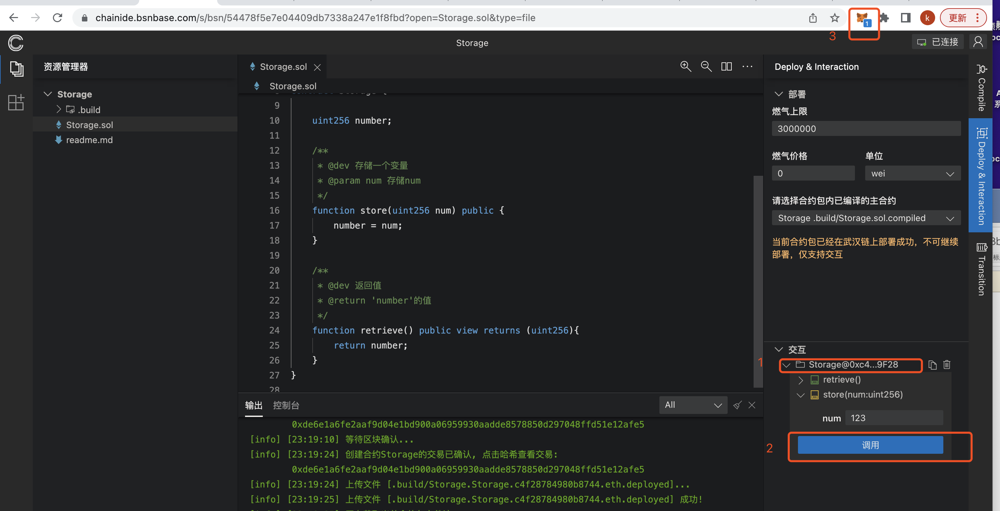 chainide.bsnbase.com/s/bsn/54478f5e7e04409db7338a247e1f8fbd?open=Storage.sol&type=file
1
k
更新
3
Storage
已连接
资源管理器
Storage
.build
Storage.sol
readme.md
Storage.sol
Storage.sol
9
10 uint256 number;
11
12 /**
13 * @dev 存储一个变量
14 * @param num 存储num
15 */
16 function store(uint256 num) public {
17 number = num;
18 }
19
20 /**
21 * @dev 返回值
22 * @return 'number'的值
23 */
24 function retrieve() public view returns (uint256){
25 return number;
26 }
27 }
28
输出 控制台
All
0xde6e1a6fe2aaf9d04e1bd900a06959930aadde8578850d297048ffd51e12afe5
[info] [23:19:10] 等待区块确认...
[info] [23:19:24] 创建合约Storage的交易已确认, 点击哈希查看交易:
0xde6e1a6fe2aaf9d04e1bd900a06959930aadde8578850d297048ffd51e12afe5
[info] [23:19:24] 上传文件 [.build/Storage.Storage.c4f28784980b8744.eth.deployed]...
[info] [23:19:25] 上传文件 [.build/Storage.Storage.c4f28784980b8744.eth.deployed] 成功!
Deploy & Interaction
部署
燃气上限
3000000
燃气价格 单位
0 wei
请选择合约包内已编译的主合约
Storage .build/Storage.sol.compiled
当前合约包已经在武汉链上部署成功，不可继续
部署，仅支持交互
交互
1
Storage@0xc4...9F28
retrieve()
store(num:uint256)
num 123
2
调用
Compile
Deploy & Interaction
Transition